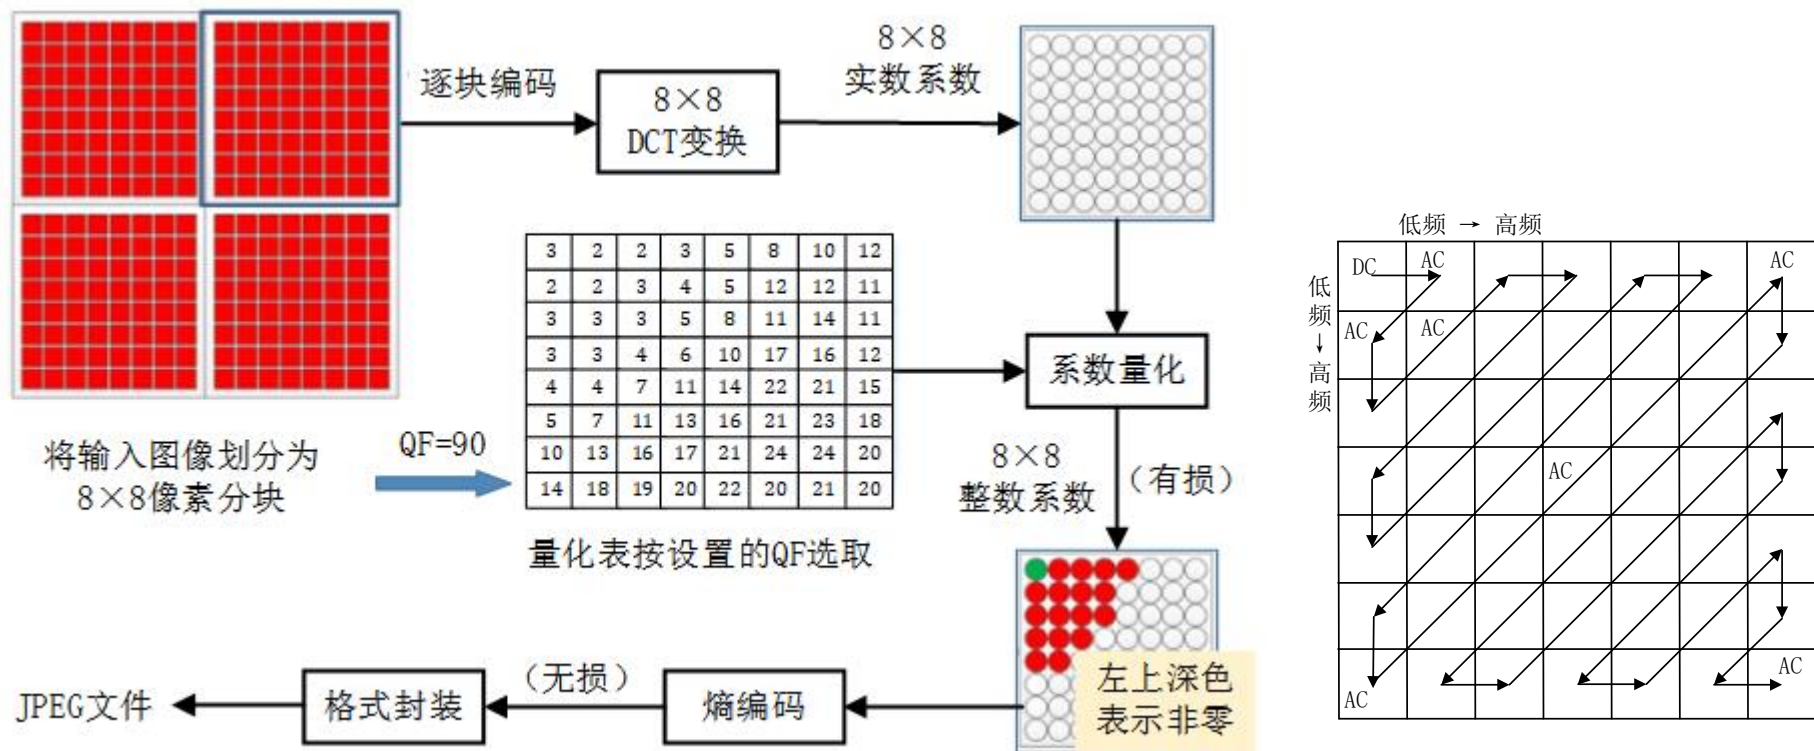 逐块编码
8×8
DCT变换
8×8
实数系数
3 2 2 3 5 8 10 12
2 2 3 4 5 12 12 11
3 3 3 5 8 11 14 11
3 3 4 6 10 17 16 12
4 4 7 11 14 22 21 15
5 7 11 13 16 21 23 18
10 13 16 17 21 24 24 20
14 18 19 20 22 20 21 20
系数量化
将输入图像划分为
8×8像素分块
QF=90
量化表按设置的QF选取
8×8
整数系数
（有损）
左上深色
表示非零
熵编码
（无损）
格式封装
JPEG文件
低频 → 高频
低
频
↓
高
频
DC AC AC
AC AC
AC
AC AC